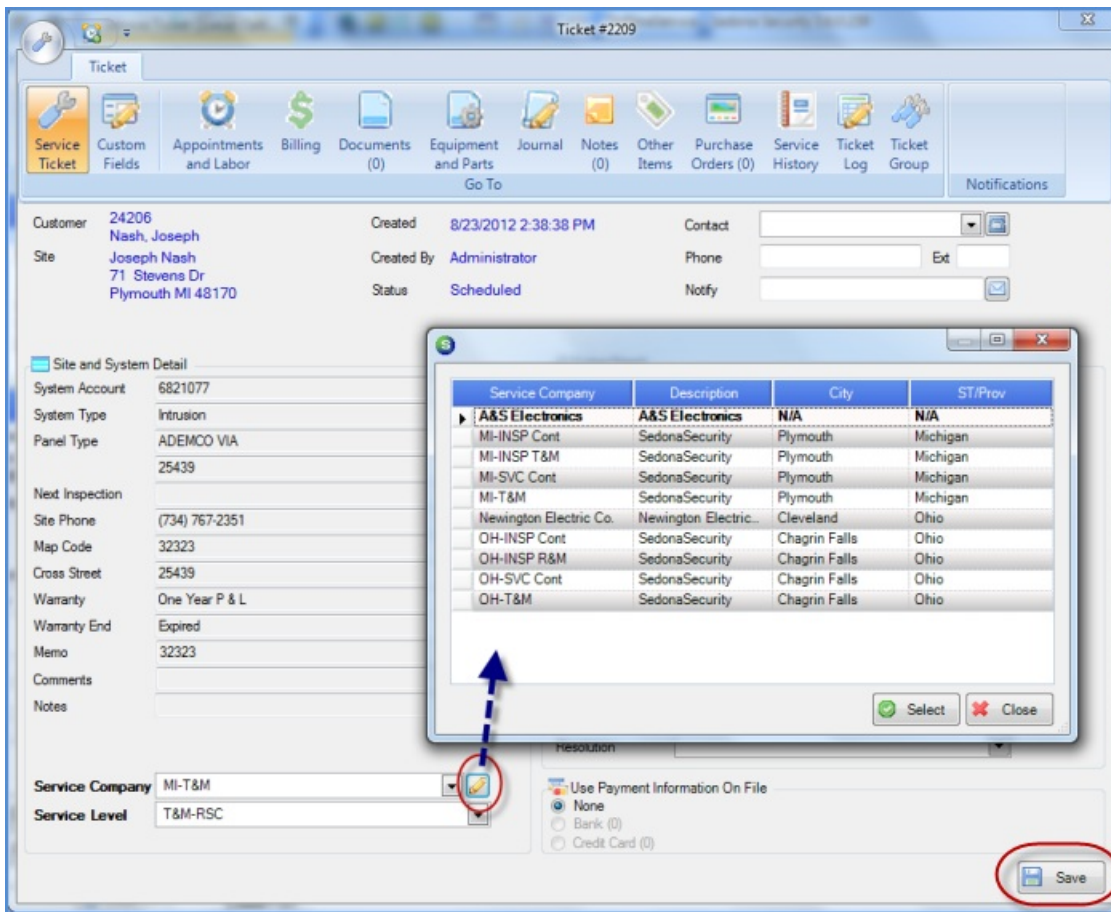 Ticket #2209
Ticket
Service Ticket
Custom Fields
Appointments and Labor
Billing
Documents (0)
Equipment and Parts
Journal
Notes (0)
Other Items
Purchase Orders (0)
Service History
Ticket Log
Ticket Group
Go To
Notifications
Customer 24206
Nash, Joseph
Site Joseph Nash
71 Stevens Dr
Plymouth MI 48170
Created 8/23/2012 2:38:38 PM
Created By Administrator
Status Scheduled
Contact
Phone Ext
Notify
Site and System Detail
System Account 6821077
System Type Intrusion
Panel Type ADEMCO VIA
25439
Next Inspection
Site Phone (734) 767-2351
Map Code 32323
Cross Street 25439
Warranty One Year P & L
Warranty End Expired
Memo 32323
Comments
Notes
Service Company MI-T&M
Service Level T&M-RSC
S
Service Company Description City ST/Prov
A&S Electronics A&S Electronics N/A N/A
MI-INSP Cont SedonaSecurity Plymouth Michigan
MI-INSP T&M SedonaSecurity Plymouth Michigan
MI-SVC Cont SedonaSecurity Plymouth Michigan
MI-T&M SedonaSecurity Plymouth Michigan
Newington Electric Co. Newington Electric... Cleveland Ohio
OH-INSP Cont SedonaSecurity Chagrin Falls Ohio
OH-INSP R&M SedonaSecurity Chagrin Falls Ohio
OH-SVC Cont SedonaSecurity Chagrin Falls Ohio
OH-T&M SedonaSecurity Chagrin Falls Ohio
Select Close
Resolution
Use Payment Information On File
None
Bank (0)
Credit Card (0)
Save